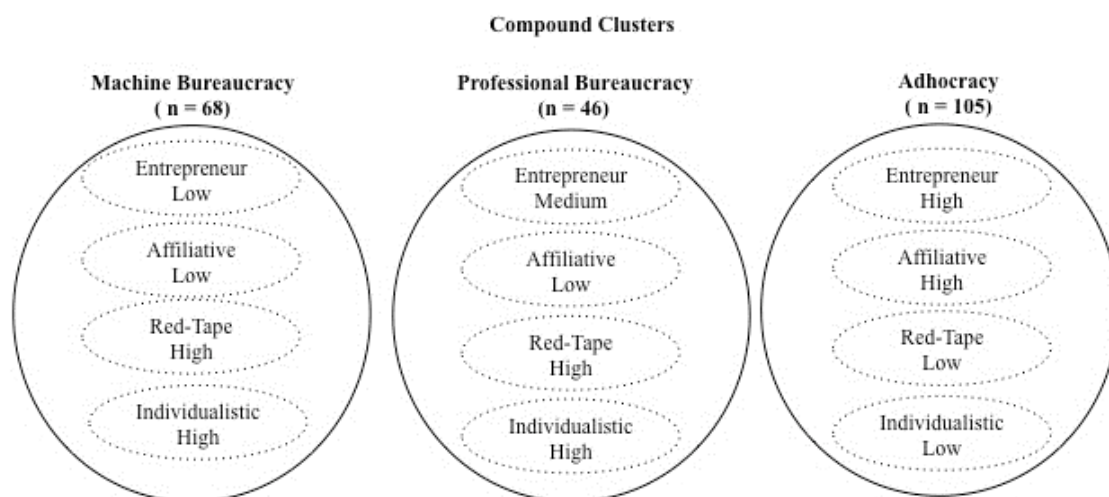 Compound Clusters
Machine Bureaucracy
( n = 68)
Entrepreneur
Low
Affiliative
Low
Red-Tape
High
Individualistic
High
Professional Bureaucracy
(n = 46)
Entrepreneur
Medium
Affiliative
Low
Red-Tape
High
Individualistic
High
Adhocracy
( n = 105)
Entrepreneur
High
Affiliative
High
Red-Tape
Low
Individualistic
Low